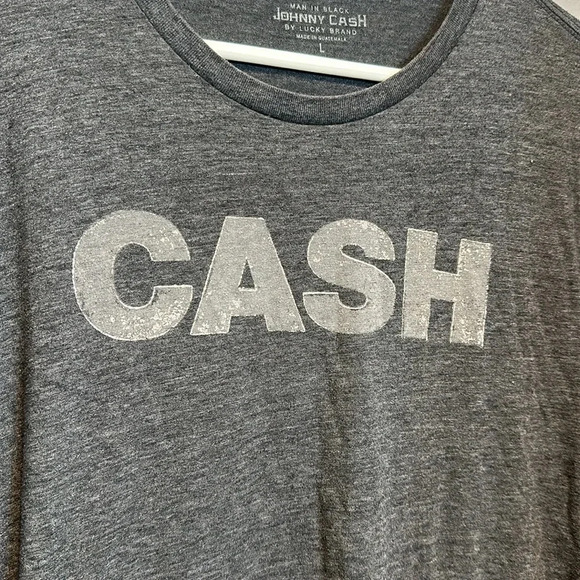 MAN IN BLACK
JOHNNY CASH
BY LUCKY BRAND
MADE IN GUATEMALA
L
CASH